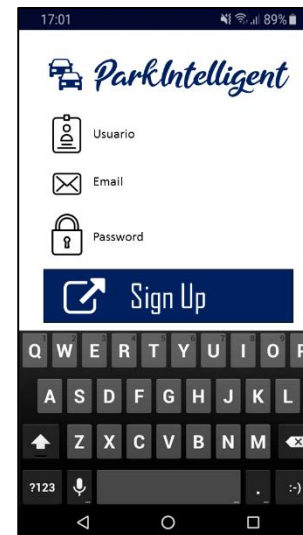 17:01 89%
ParkIntelligent
Usuario
Email
Password
Sign Up
Q W E R T Y U I O P
A S D F G H J K L
Z X C V B N M
?123 . :-)